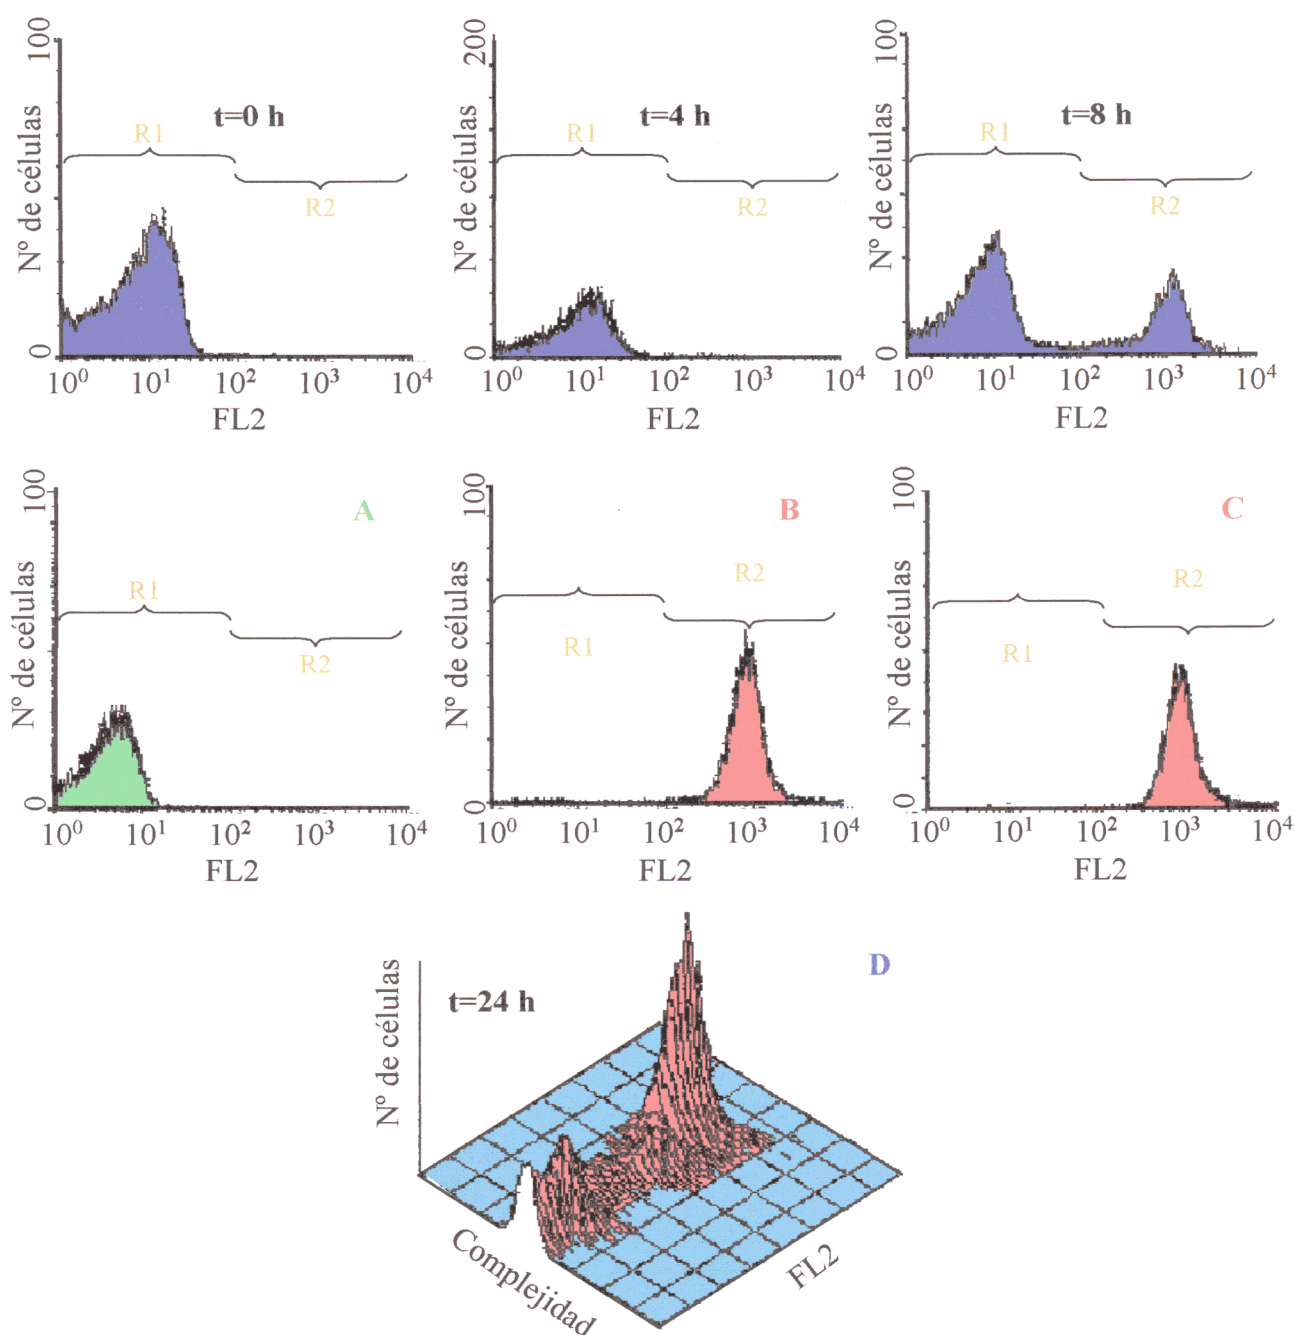 Nº de células
100
0
t=0 h
R1
R2
10⁰ 10¹ 10² 10³ 10⁴
FL2
Nº de células
200
0
t=4 h
R1
R2
10⁰ 10¹ 10² 10³ 10⁴
FL2
Nº de células
100
0
t=8 h
R1
R2
10⁰ 10¹ 10² 10³ 10⁴
FL2
Nº de células
100
0
A
R1
R2
10⁰ 10¹ 10² 10³ 10⁴
FL2
Nº de células
100
0
B
R2
R1
10⁰ 10¹ 10² 10³ 10⁴
FL2
Nº de células
100
0
C
R2
R1
10⁰ 10¹ 10² 10³ 10⁴
FL2
Nº de células
t=24 h
D
Complejidad
FL2